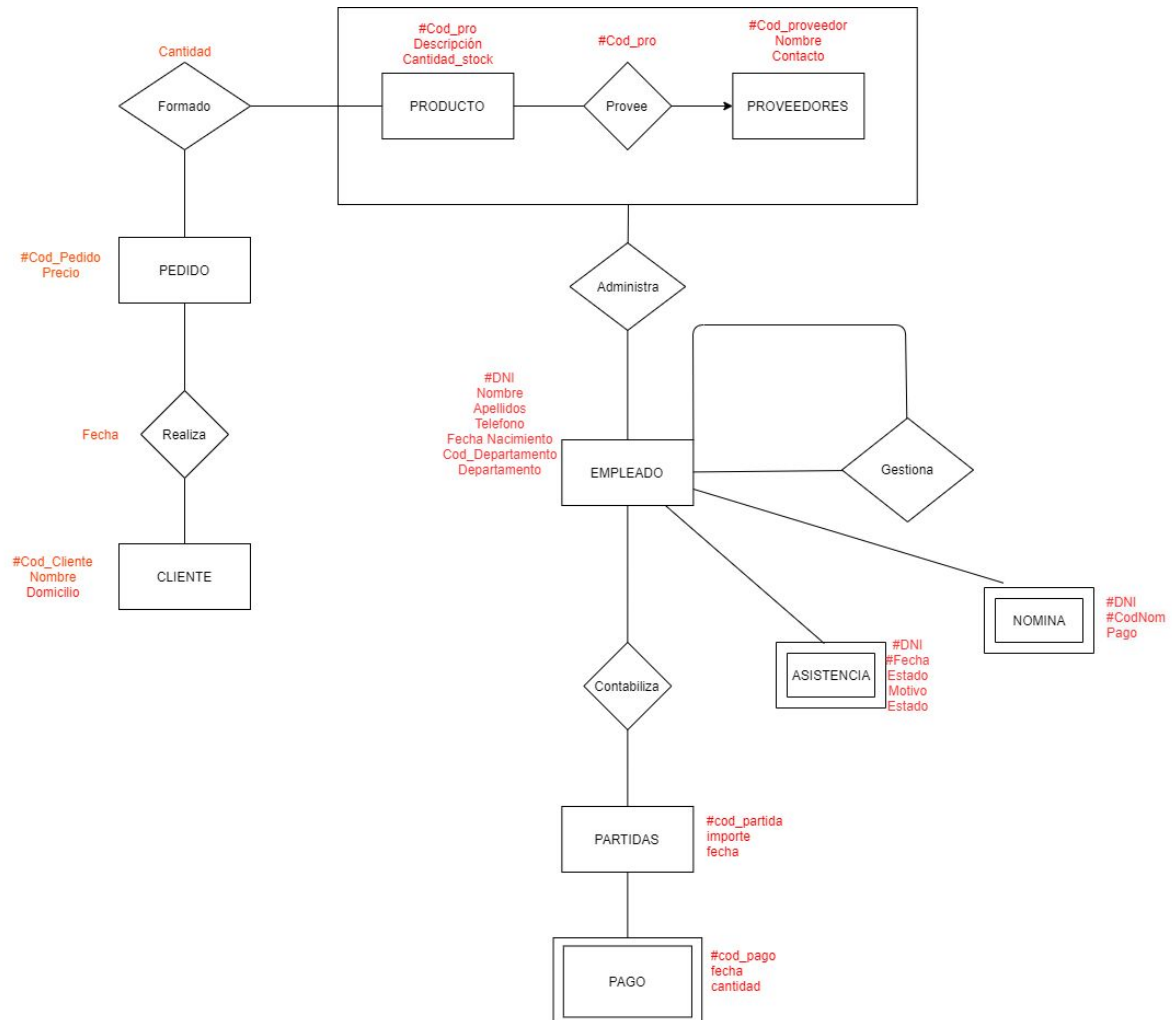 #Cod_pro
Descripción
Cantidad_stock
#Cod_pro
#Cod_proveedor
Nombre
Contacto
Cantidad
Formado
PRODUCTO
Provee
PROVEEDORES
#Cod_Pedido
Precio
PEDIDO
Administra
#DNI
Nombre
Apellidos
Telefono
Fecha Nacimiento
Cod_Departamento
Departamento
Fecha
Realiza
EMPLEADO
Gestiona
#Cod_Cliente
Nombre
Domicilio
CLIENTE
NOMINA
#DNI
#CodNom
Pago
ASISTENCIA
#DNI
#Fecha
Estado
Motivo
Estado
Contabiliza
PARTIDAS
#cod_partida
importe
fecha
PAGO
#cod_pago
fecha
cantidad